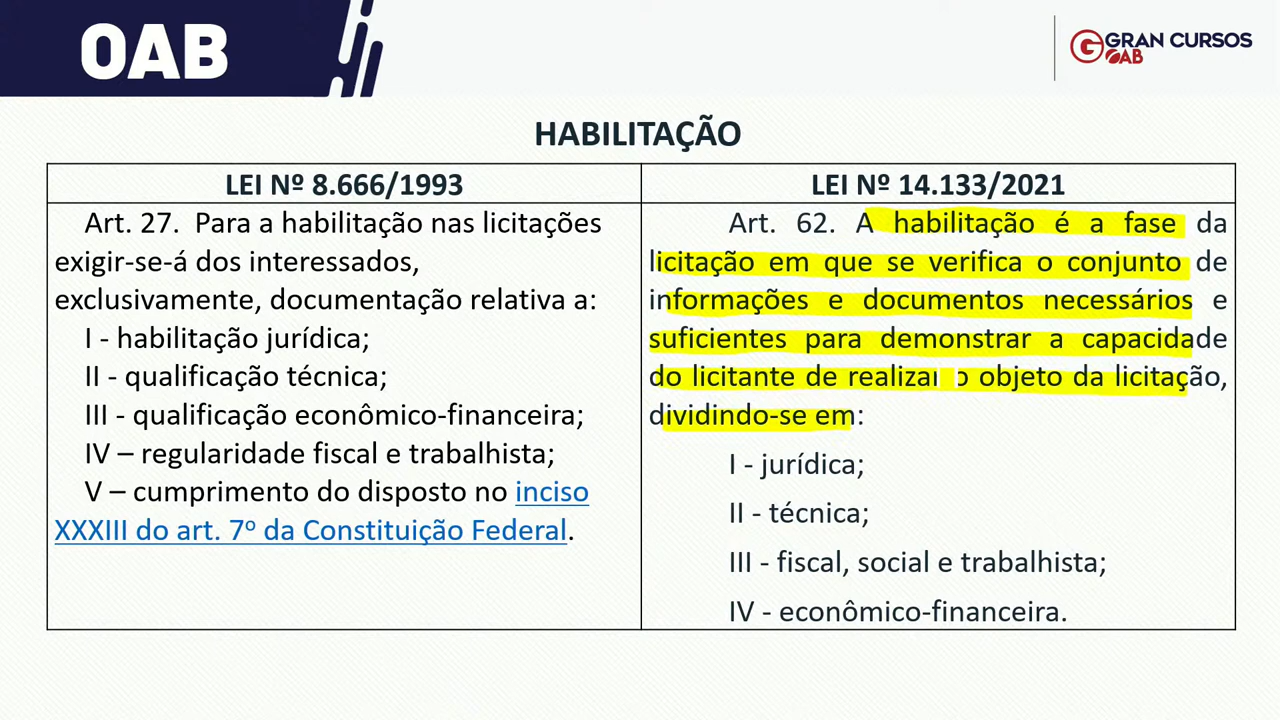 OAB
GRAN CURSOS
OAB
HABILITAÇÃO
LEI Nº 8.666/1993
Art. 27. Para a habilitação nas licitações
exigir-se-á dos interessados,
exclusivamente, documentação relativa a:
I - habilitação jurídica;
II - qualificação técnica;
III - qualificação econômico-financeira;
IV – regularidade fiscal e trabalhista;
V – cumprimento do disposto no inciso
XXXIII do art. 7º da Constituição Federal.
LEI Nº 14.133/2021
Art. 62. A habilitação é a fase da
licitação em que se verifica o conjunto de
informações e documentos necessários e
suficientes para demonstrar a capacidade
do licitante de realizar o objeto da licitação,
dividindo-se em:
I - jurídica;
II - técnica;
III - fiscal, social e trabalhista;
IV - econômico-financeira.